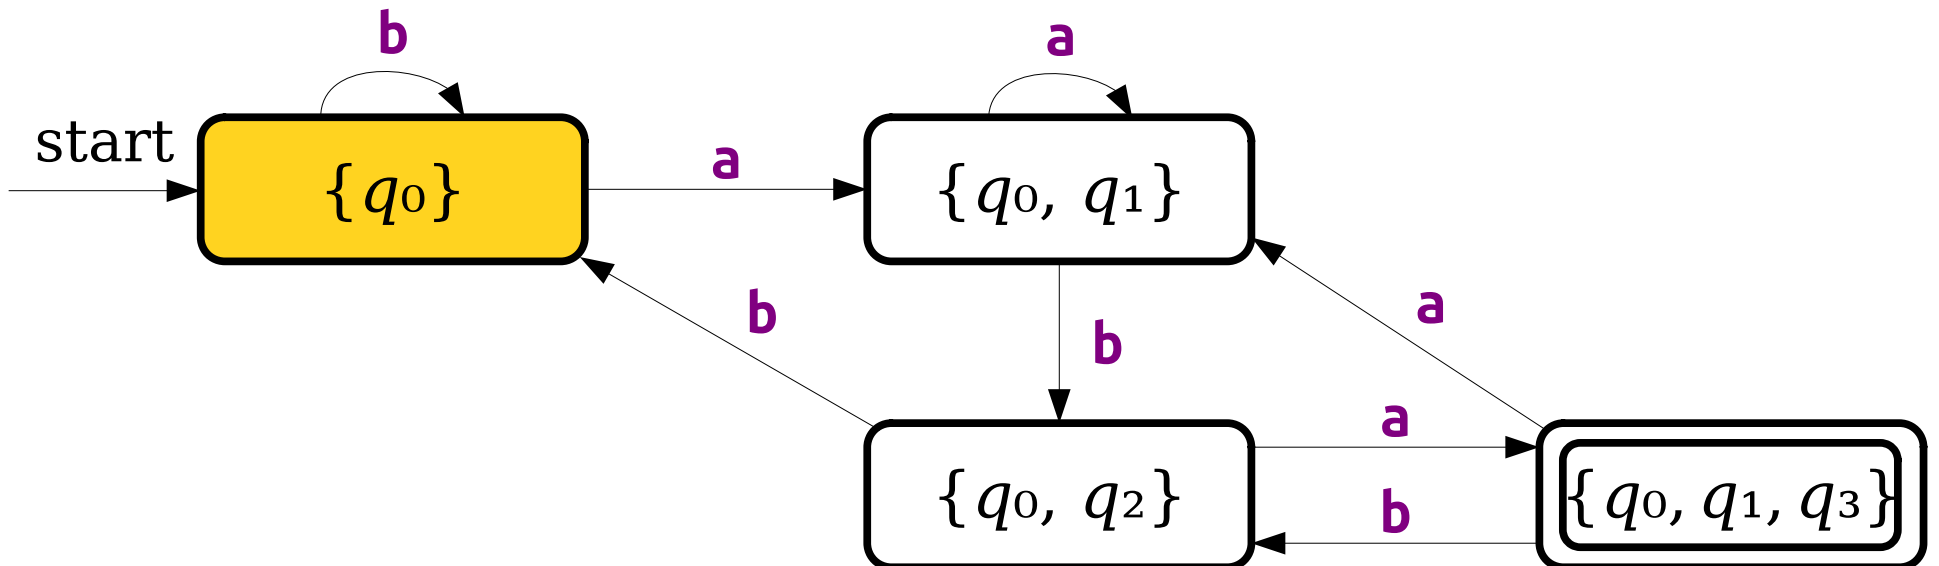 b
a
start
a
{q₀}
{q₀, q₁}
b
a
b
a
{q₀, q₂}
{q₀, q₁, q₃}
b